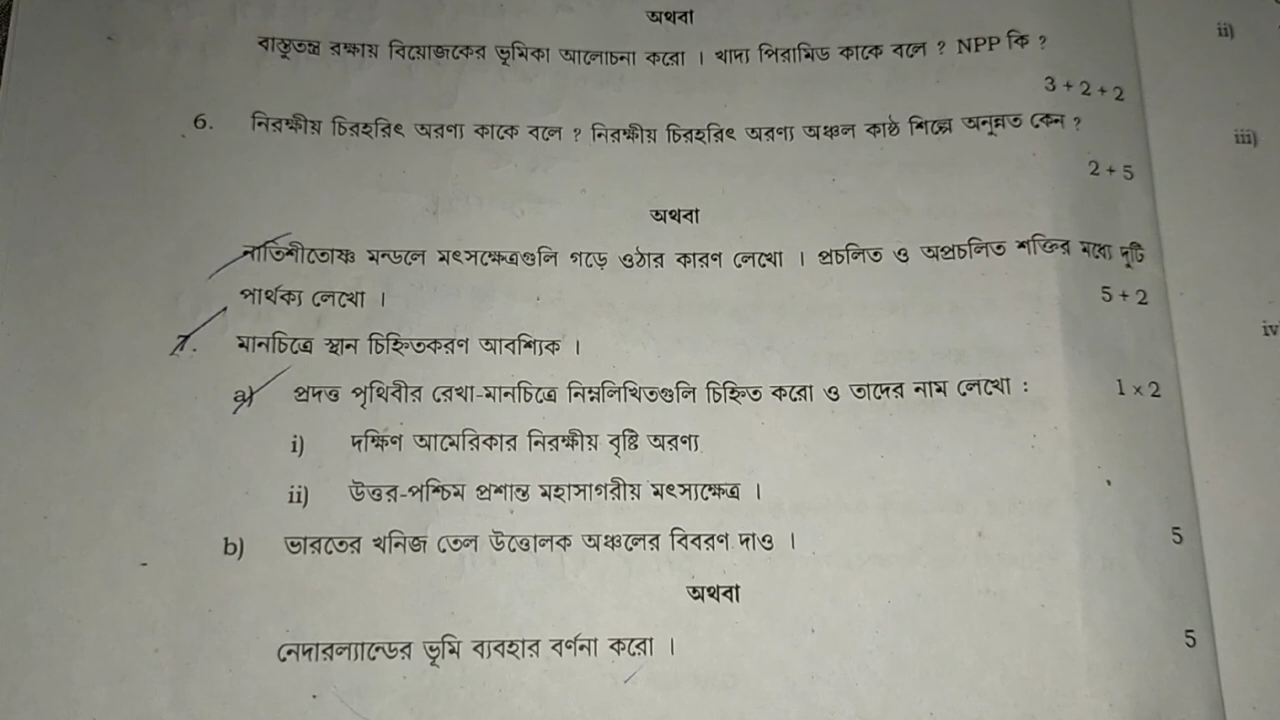 অথবা
ii)
বাস্তুতন্ত্র রক্ষায় বিয়োজকের ভূমিকা আলোচনা করো । খাদ্য পিরামিড কাকে বলে ? NPP কি ?
3 + 2 + 2
6. নিরক্ষীয় চিরহরিৎ অরণ্য কাকে বলে ? নিরক্ষীয় চিরহরিৎ অরণ্য অঞ্চল কাষ্ঠ শিল্পে অনুন্নত কেন ?
iii)
2 + 5
অথবা
নাতিশীতোষ্ণ মন্ডলে মৎসক্ষেত্রগুলি গড়ে ওঠার কারণ লেখো । প্রচলিত ও অপ্রচলিত শক্তির মধ্যে দুটি
পার্থক্য লেখো । 5 + 2
iv
7. মানচিত্রে স্থান চিহ্নিতকরণ আবশ্যিক ।
a) প্রদত্ত পৃথিবীর রেখা-মানচিত্রে নিম্নলিখিতগুলি চিহ্নিত করো ও তাদের নাম লেখো : 1 × 2
i) দক্ষিণ আমেরিকার নিরক্ষীয় বৃষ্টি অরণ্য
ii) উত্তর-পশ্চিম প্রশান্ত মহাসাগরীয় মৎস্যক্ষেত্র ।
b) ভারতের খনিজ তেল উত্তোলক অঞ্চলের বিবরণ দাও । 5
অথবা
নেদারল্যান্ডের ভূমি ব্যবহার বর্ণনা করো । 5